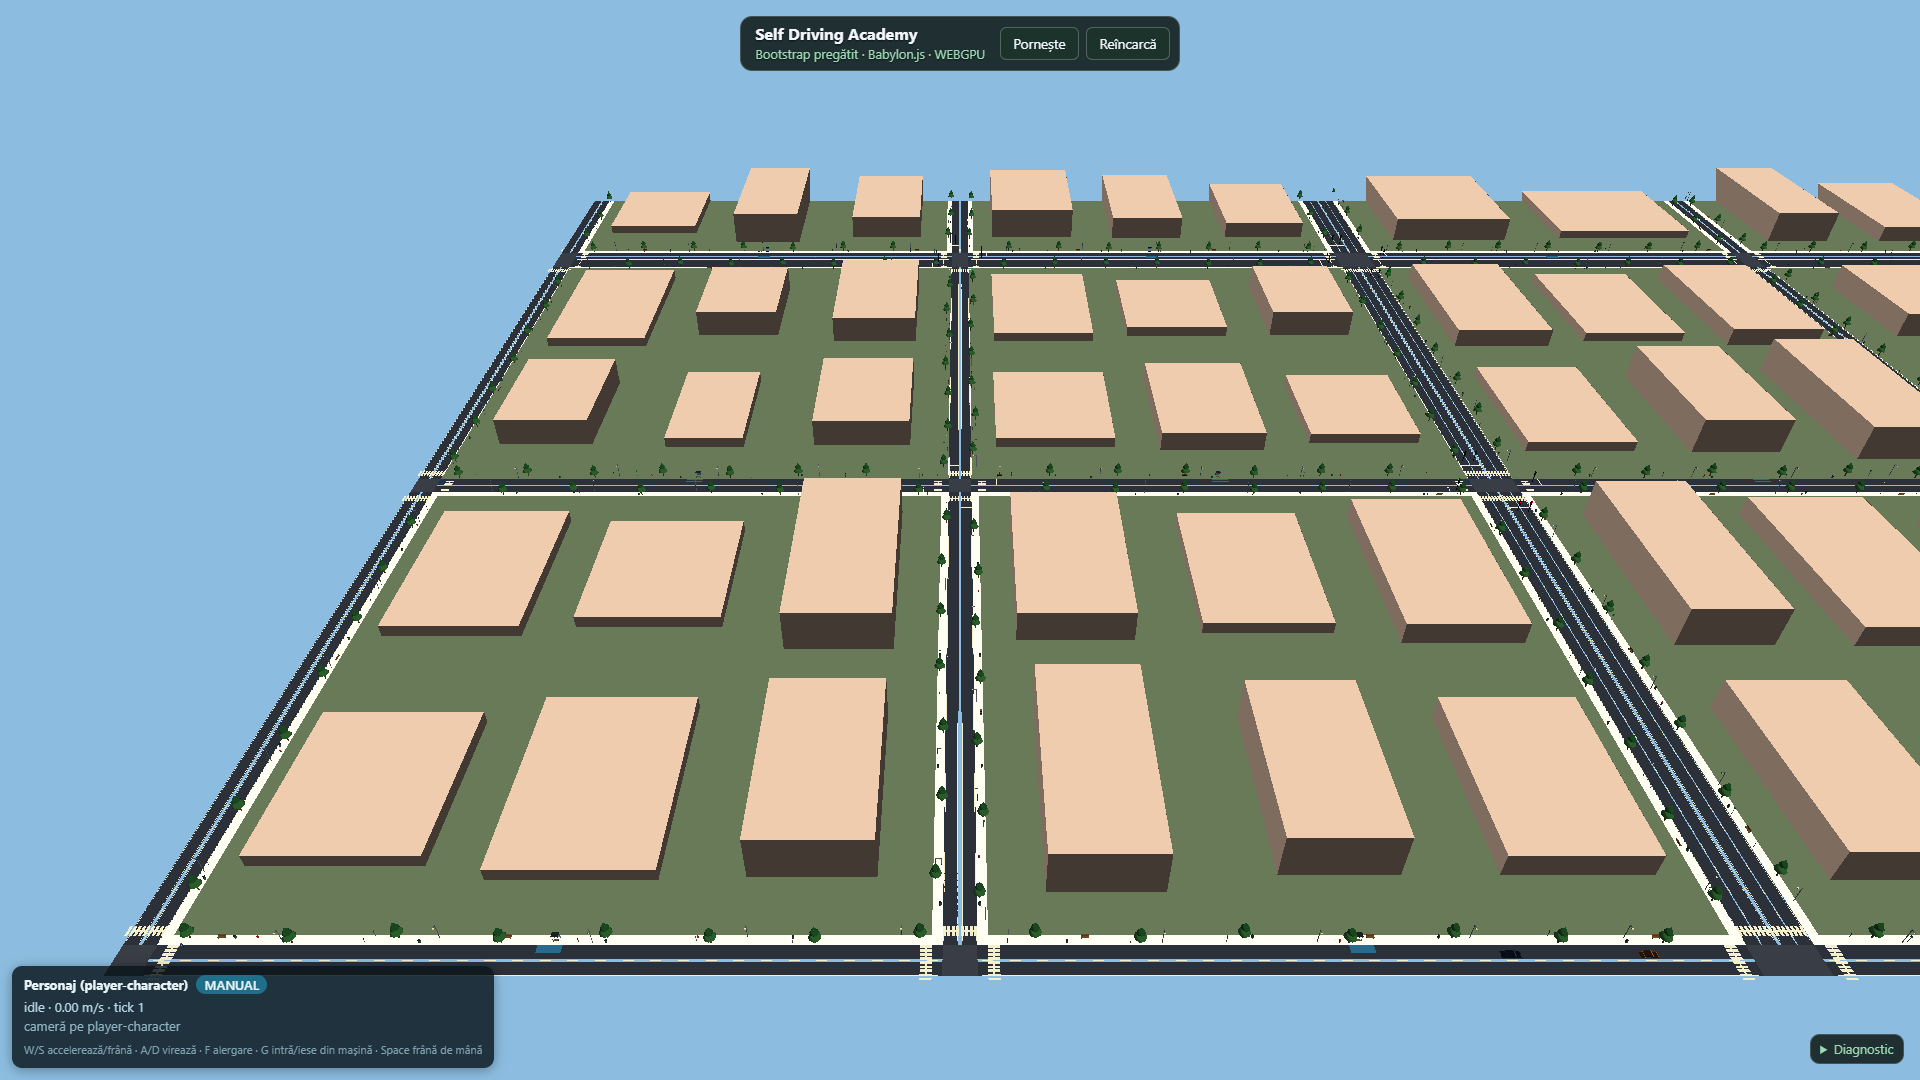 Self Driving Academy
Bootstrap pregătit · Babylon.js · WEBGPU
Pornește
Reîncarcă
Personaj (player-character) MANUAL
idle · 0.00 m/s · tick 1
cameră pe player-character
W/S accelerează/frână · A/D virează · F alergare · G intră/iese din mașină · Space frână de mână
Diagnostic